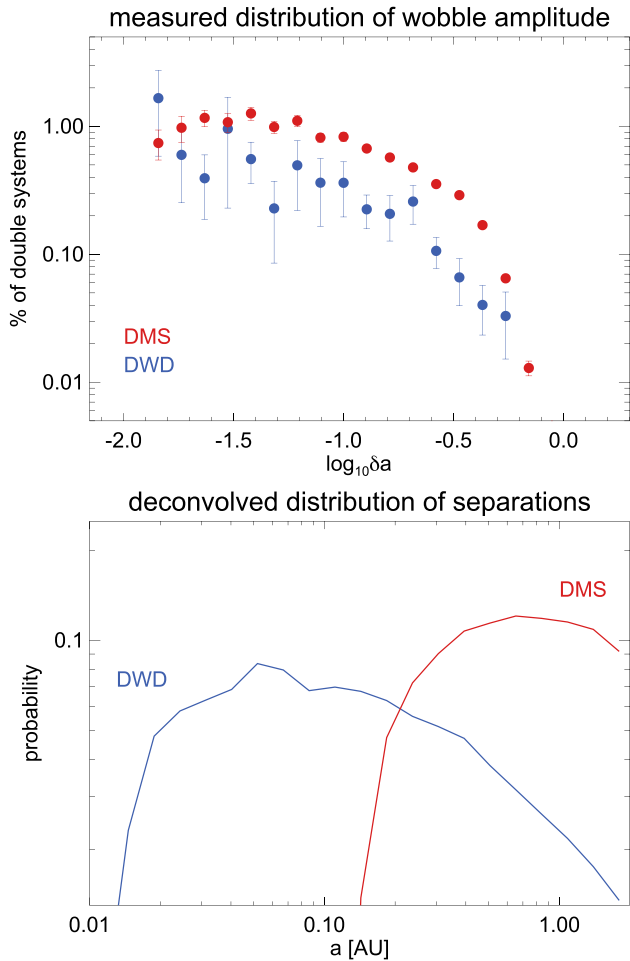 measured distribution of wobble amplitude
% of double systems
1.00
0.10
0.01
DMS
DWD
-2.0 -1.5 -1.0 -0.5 0.0
log₁₀δa
deconvolved distribution of separations
probability
0.1
DMS
DWD
0.01 0.10 1.00
a [AU]